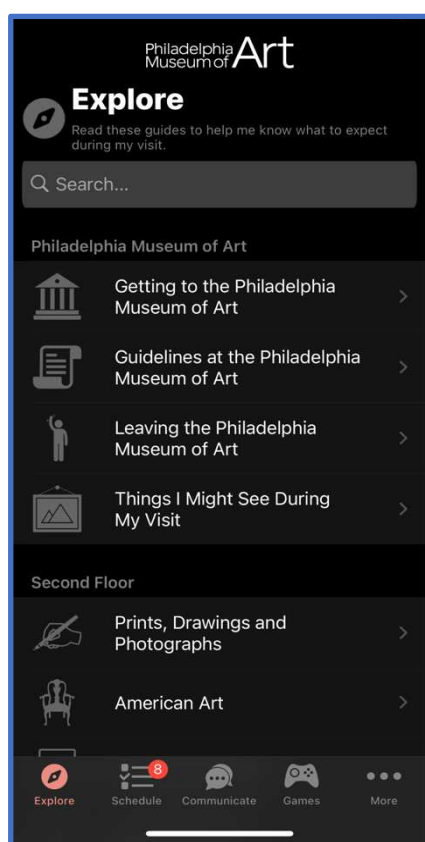 Philadelphia
Museum of Art
Explore
Read these guides to help me know what to expect
during my visit.
Search...
Philadelphia Museum of Art
Getting to the Philadelphia
Museum of Art
Guidelines at the Philadelphia
Museum of Art
Leaving the Philadelphia
Museum of Art
Things I Might See During
My Visit
Second Floor
Prints, Drawings and
Photographs
American Art
8
Explore
Schedule
Communicate
Games
More